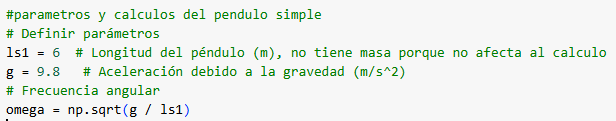 #parametros y calculos del pendulo simple
# Definir parámetros
ls1 = 6  # Longitud del péndulo (m), no tiene masa porque no afecta al calculo
g = 9.8   # Aceleración debido a la gravedad (m/s^2)
# Frecuencia angular
omega = np.sqrt(g / ls1)